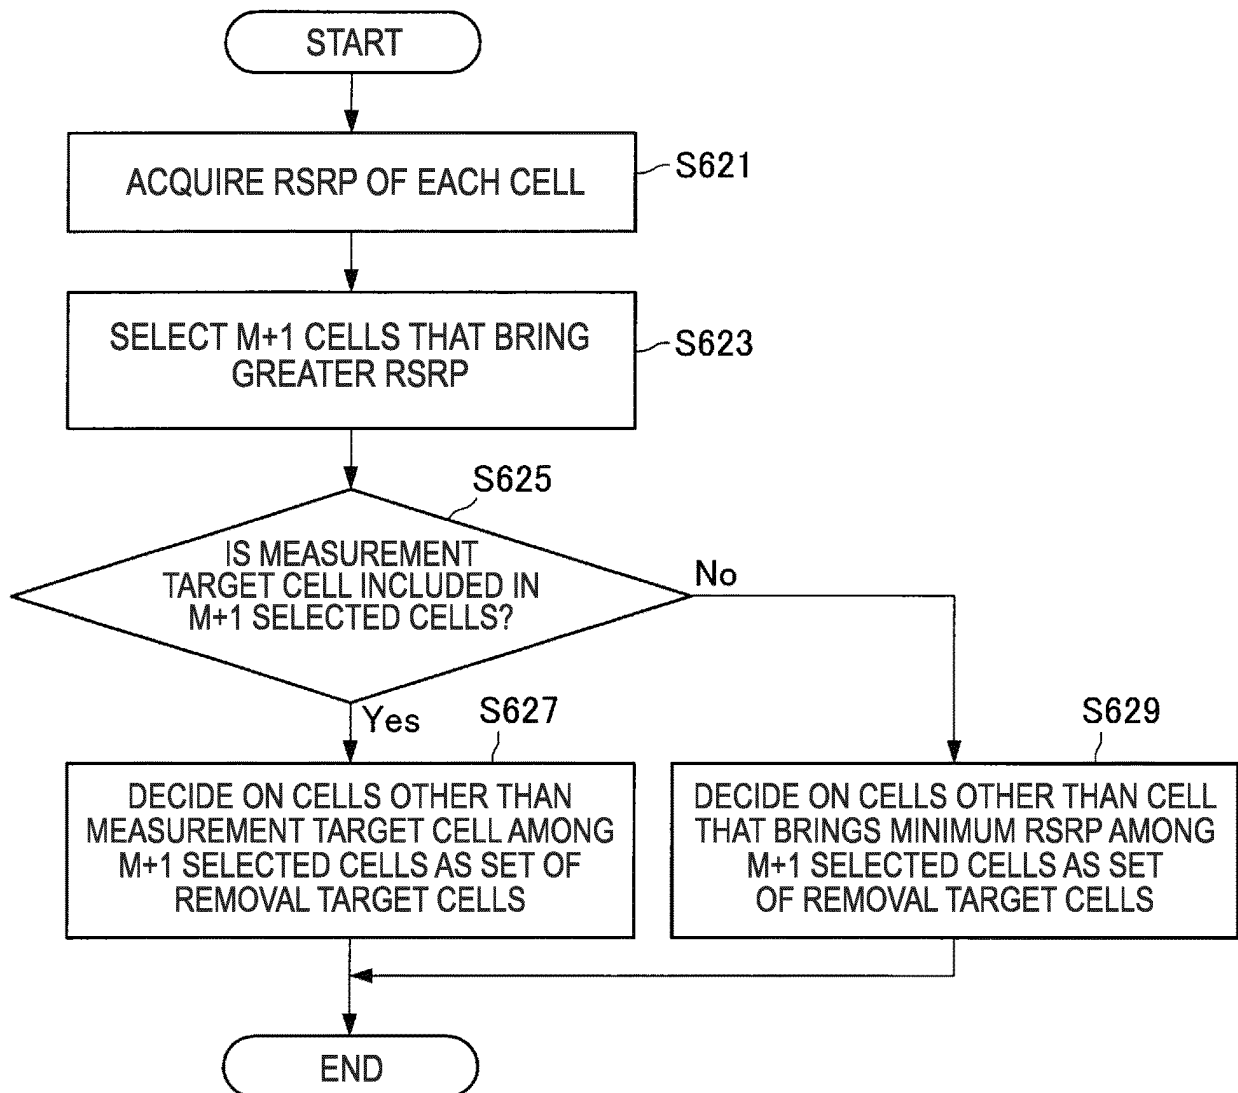 START
ACQUIRE RSRP OF EACH CELL
S621
SELECT M+1 CELLS THAT BRING
GREATER RSRP
S623
S625
IS MEASUREMENT
TARGET CELL INCLUDED IN
M+1 SELECTED CELLS?
No
Yes
S627
DECIDE ON CELLS OTHER THAN
MEASUREMENT TARGET CELL AMONG
M+1 SELECTED CELLS AS SET OF
REMOVAL TARGET CELLS
S629
DECIDE ON CELLS OTHER THAN CELL
THAT BRINGS MINIMUM RSRP AMONG
M+1 SELECTED CELLS AS SET
OF REMOVAL TARGET CELLS
END